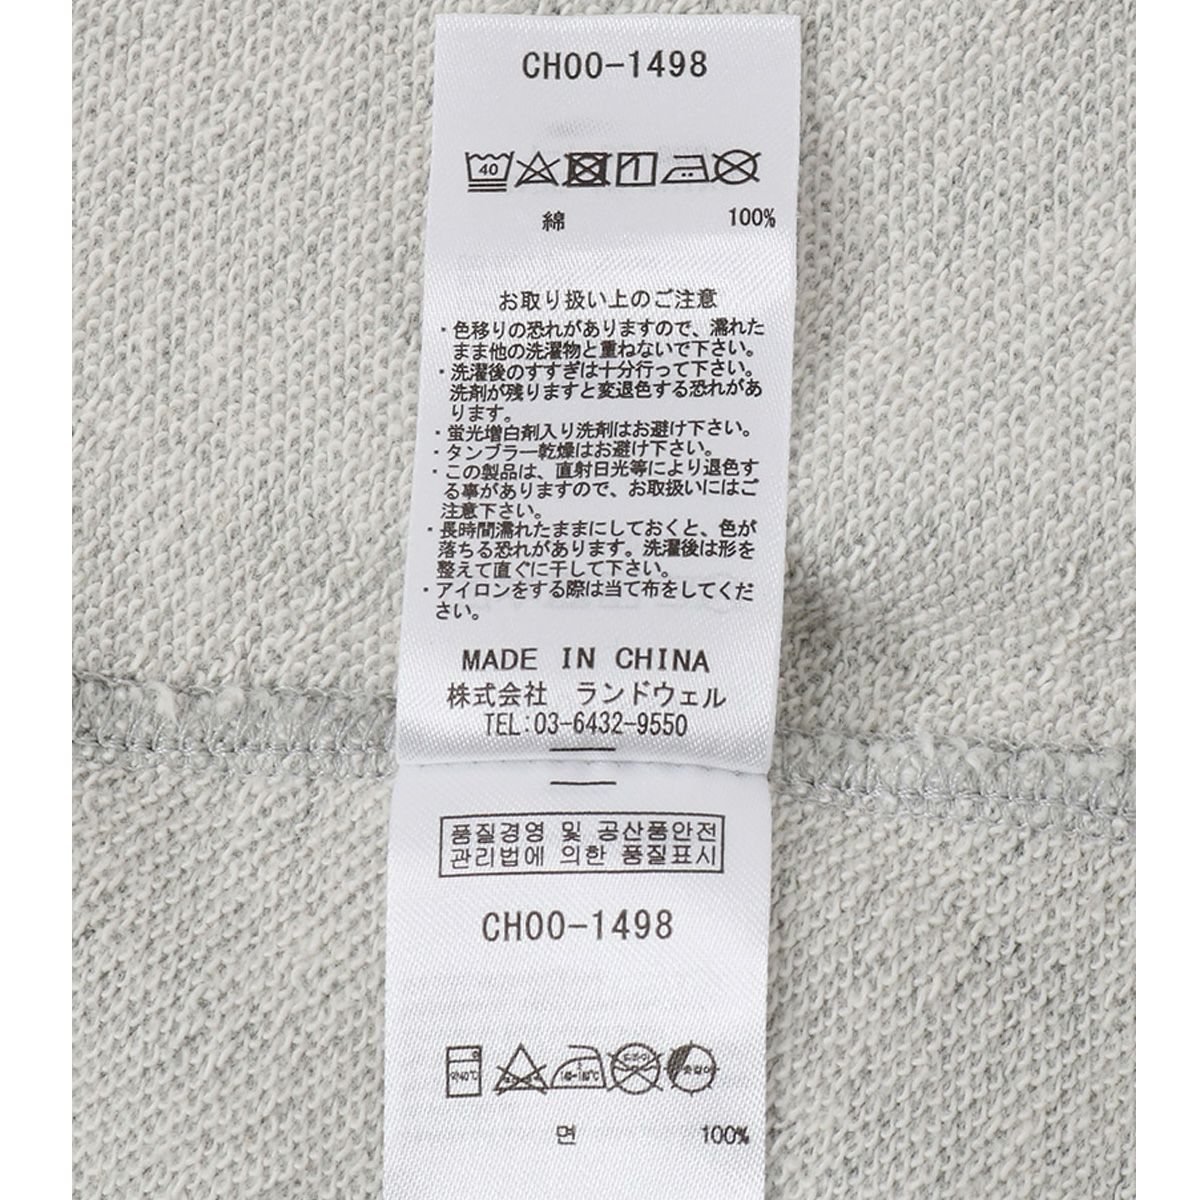 CH00-1498
40
綿 100%
お取り扱い上のご注意
・色移りの恐れがありますので、濡れた
まま他の洗濯物と重ねないで下さい。
・洗濯後のすすぎは十分行って下さい。
洗剤が残りますと変退色する恐れがあ
ります。
・蛍光増白剤入り洗剤はお避け下さい。
・タンブラー乾燥はお避け下さい。
・この製品は、直射日光等により退色す
る事がありますので、お取扱いにはご
注意下さい。
・長時間濡れたままにしておくと、色が
落ちる恐れがあります。洗濯後は形を
整えて直ぐに干して下さい。
・アイロンをする際は当て布をしてくだ
さい。
MADE IN CHINA
株式会社 ランドウェル
TEL:03-6432-9550
품질경영 및 공산품안전
관리법에 의한 품질표시
CH00-1498
약40℃ 드라이
면 100%